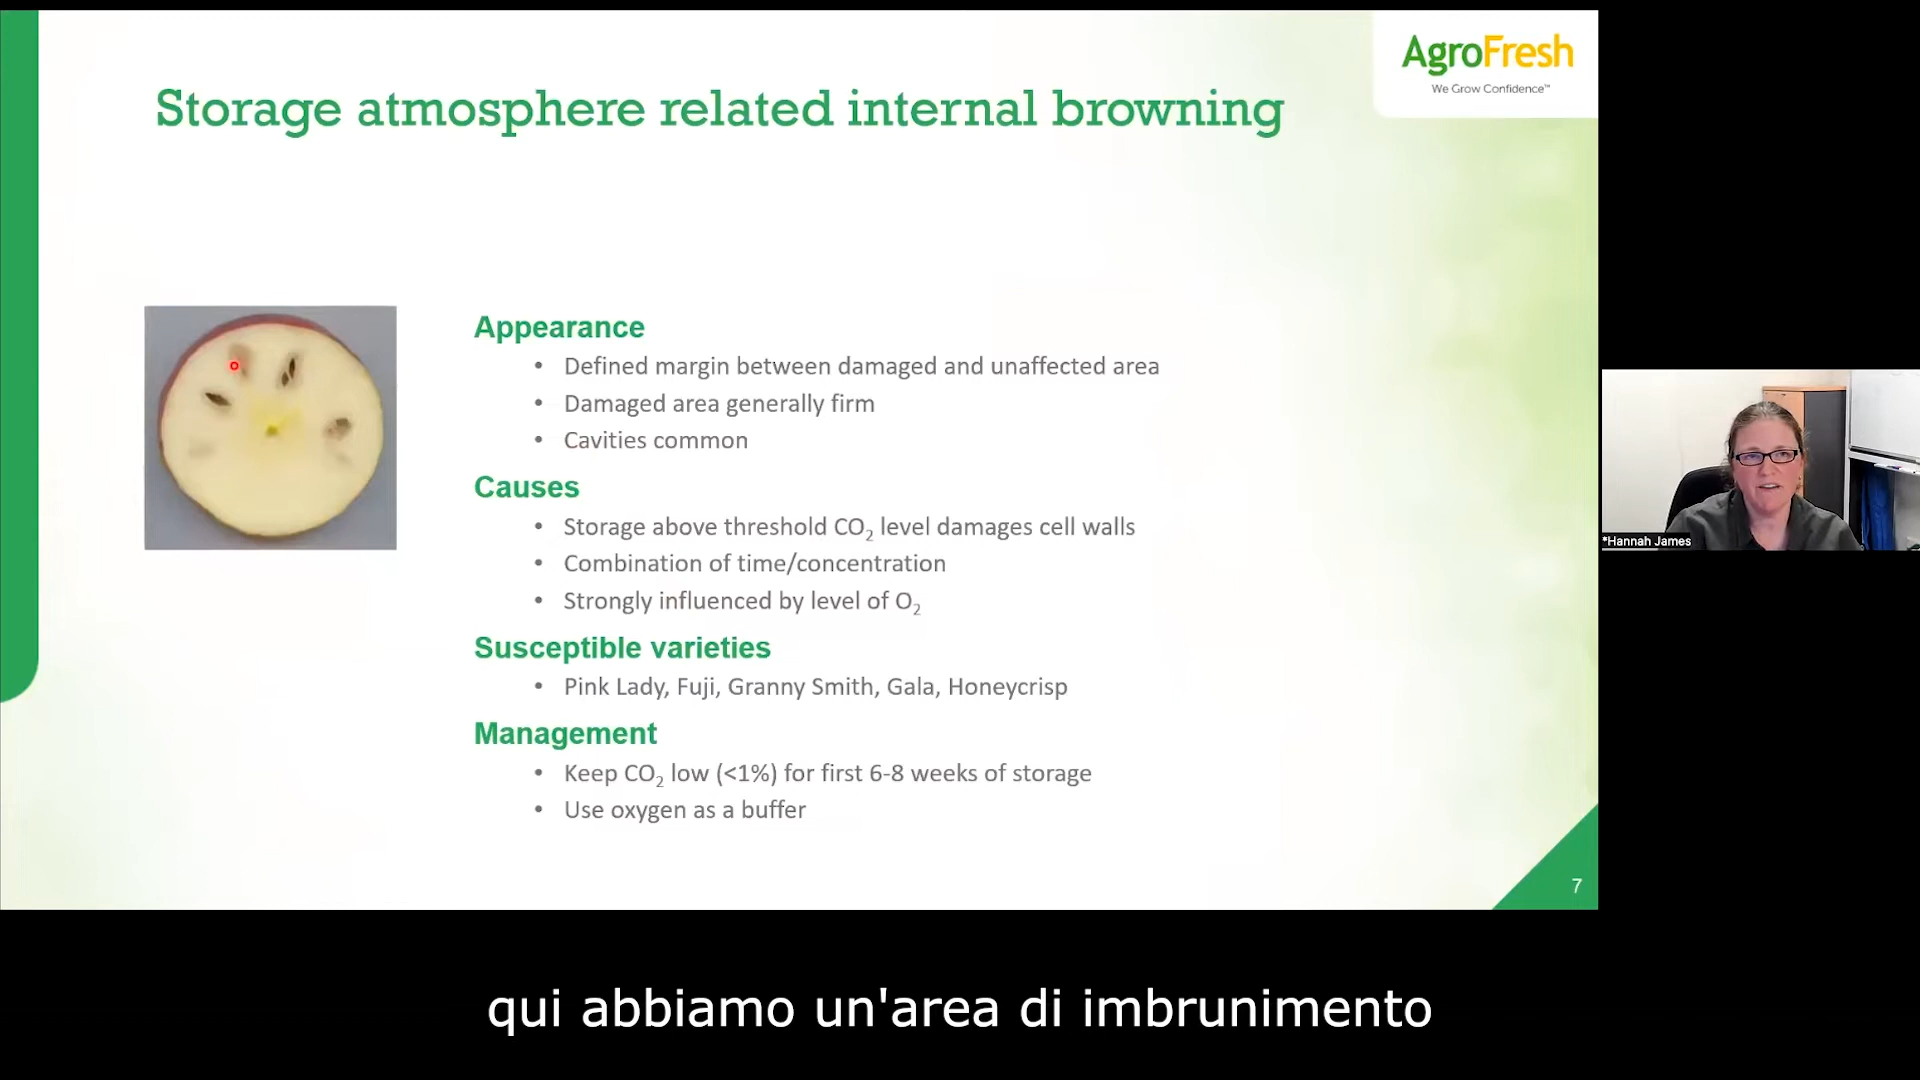 AgroFresh
We Grow Confidence™
Storage atmosphere related internal browning
Appearance
• Defined margin between damaged and unaffected area
• Damaged area generally firm
• Cavities common
Causes
• Storage above threshold CO₂ level damages cell walls
• Combination of time/concentration
• Strongly influenced by level of O₂
Susceptible varieties
• Pink Lady, Fuji, Granny Smith, Gala, Honeycrisp
Management
• Keep CO₂ low (<1%) for first 6-8 weeks of storage
• Use oxygen as a buffer
7
*Hannah James
qui abbiamo un'area di imbrunimento